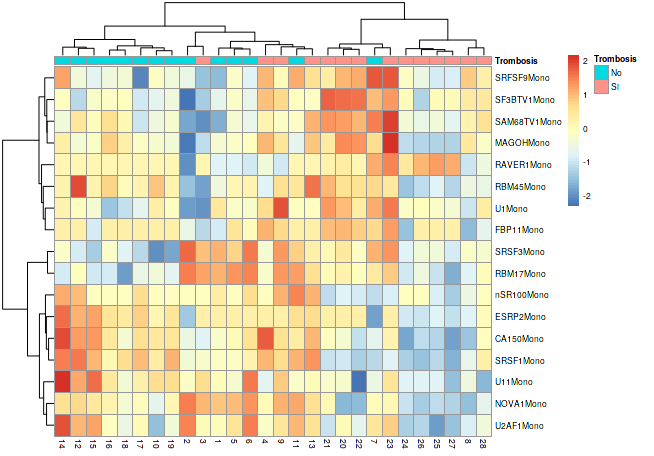 Trombosis
SRFSF9Mono
SF3BTV1Mono
SAM68TV1Mono
MAGOHMono
RAVER1Mono
RBM45Mono
U1Mono
FBP11Mono
SRSF3Mono
RBM17Mono
nSR100Mono
ESRP2Mono
CA150Mono
SRSF1Mono
U11Mono
NOVA1Mono
U2AF1Mono
14 12 15 16 18 17 10 19 2 3 1 5 6 4 9 11 13 21 20 22 7 23 24 26 25 27 8 28
2
1
0
-1
-2
Trombosis
No
SI